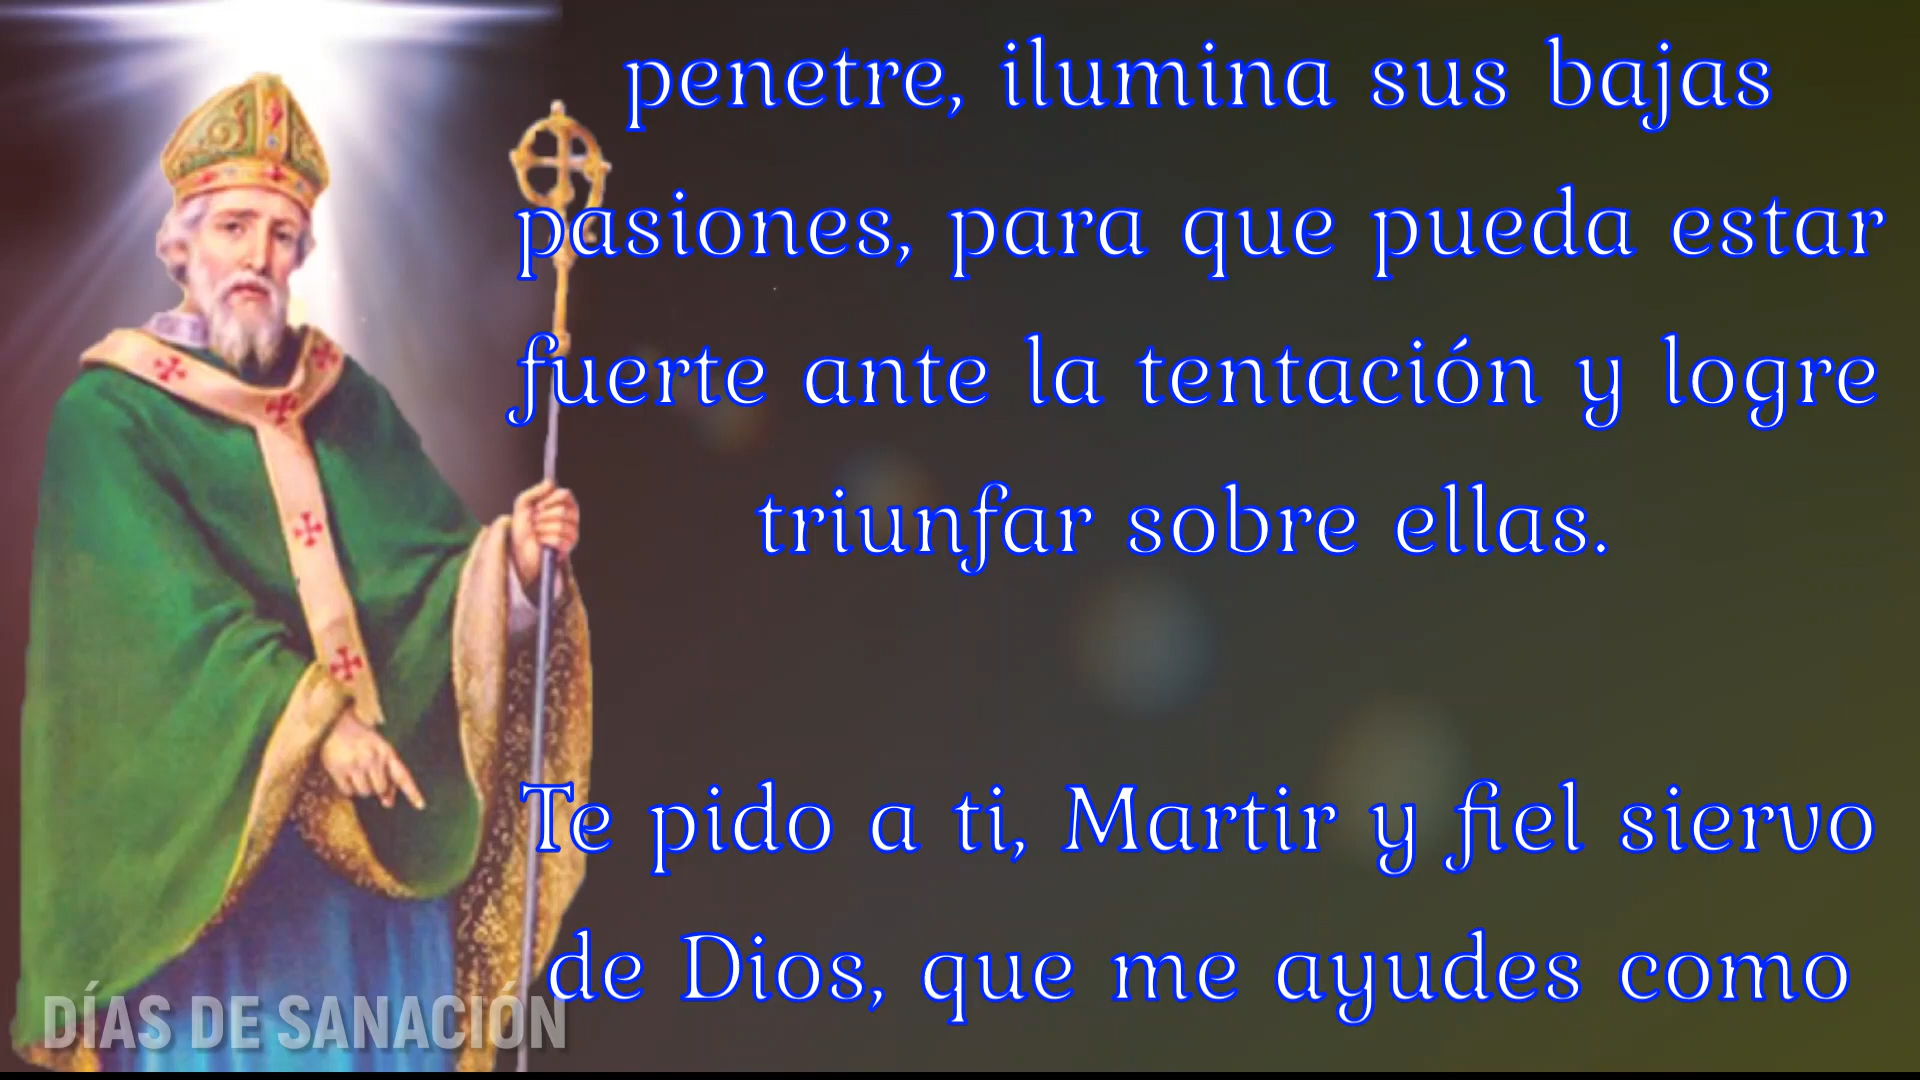 penetre, ilumina sus bajas
pasiones, para que pueda estar
fuerte ante la tentación y logre
triunfar sobre ellas.
Te pido a ti, Martir y fiel siervo
de Dios, que me ayudes como
DÍAS DE SANACIÓN